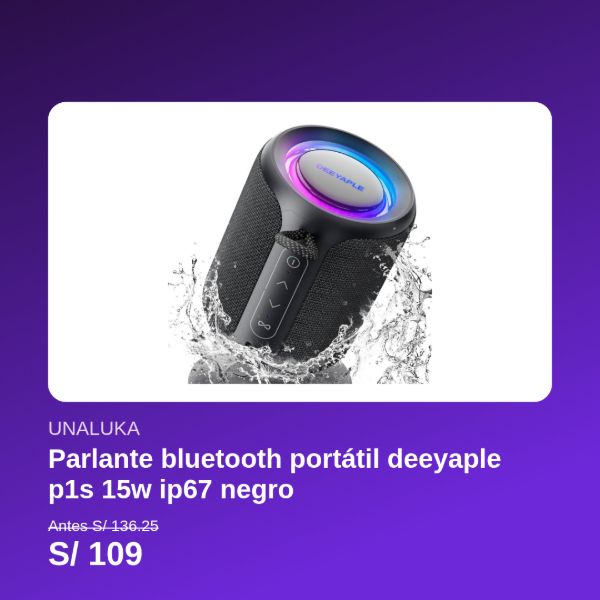 DEEYAPLE
UNALUKA
Parlante bluetooth portátil deeyaple
p1s 15w ip67 negro
Antes S/ 136.25
S/ 109